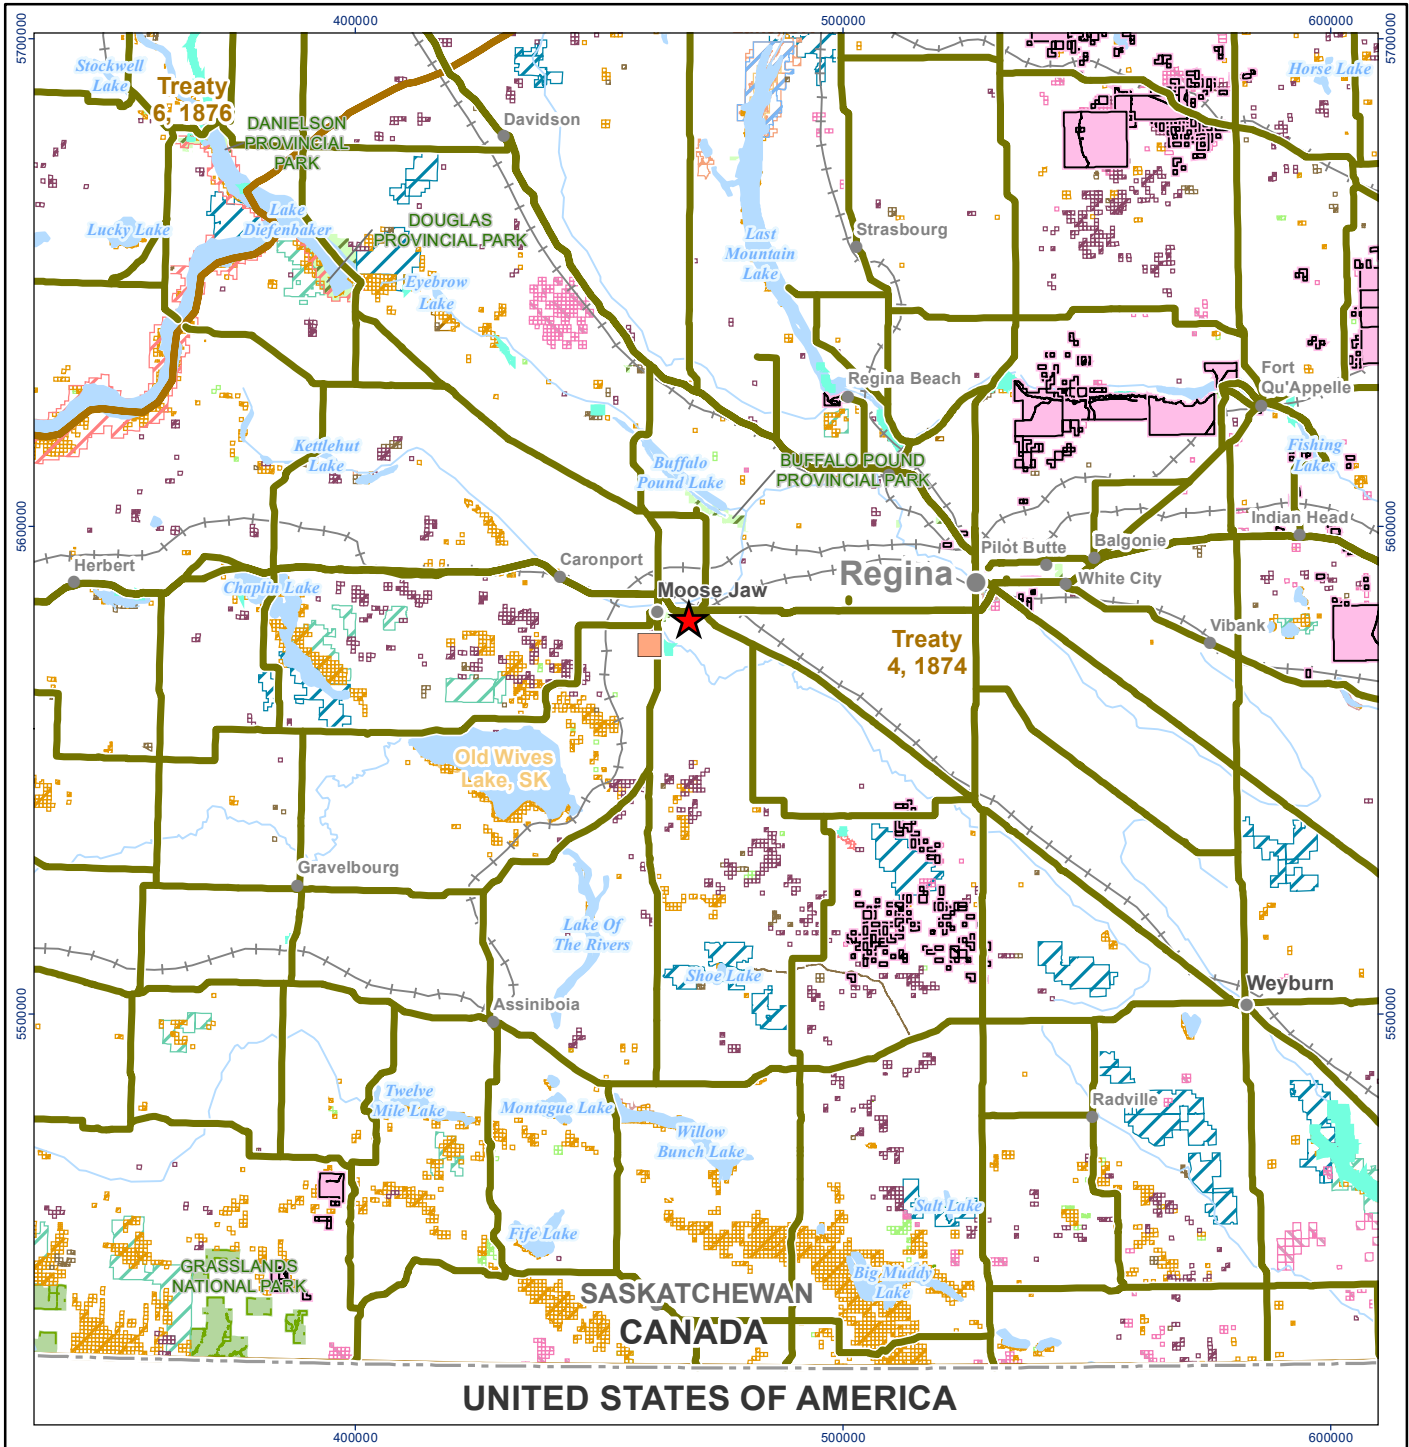 400000
500000
600000
5700000
5700000
Stockwell
Lake
Treaty
6, 1876
DANIELSON
PROVINCIAL
PARK
Davidson
Horse Lake
Lake
Diefenbaker
Lucky Lake
DOUGLAS
PROVINCIAL PARK
Last
Mountain
Lake
Strasbourg
Eyebrow
Lake
Regina Beach
Fort
Qu'Appelle
Kettlehut
Lake
Buffalo
Pound Lake
BUFFALO POUND
PROVINCIAL PARK
Fishing
Lakes
5600000
5600000
Indian Head
Herbert
Caronport
Pilot Butte
Balgonie
Chaplin Lake
Moose Jaw
Regina
White City
Treaty
4, 1874
Vibank
Old Wives
Lake, SK
Gravelbourg
Lake Of
The Rivers
Shoe Lake
Weyburn
5500000
5500000
Assiniboia
Twelve
Mile Lake
Montague Lake
Radville
Willow
Bunch Lake
Salt Lake
Fife Lake
GRASSLANDS
NATIONAL PARK
Big Muddy
Lake
SASKATCHEWAN
CANADA
UNITED STATES OF AMERICA
400000
500000
600000